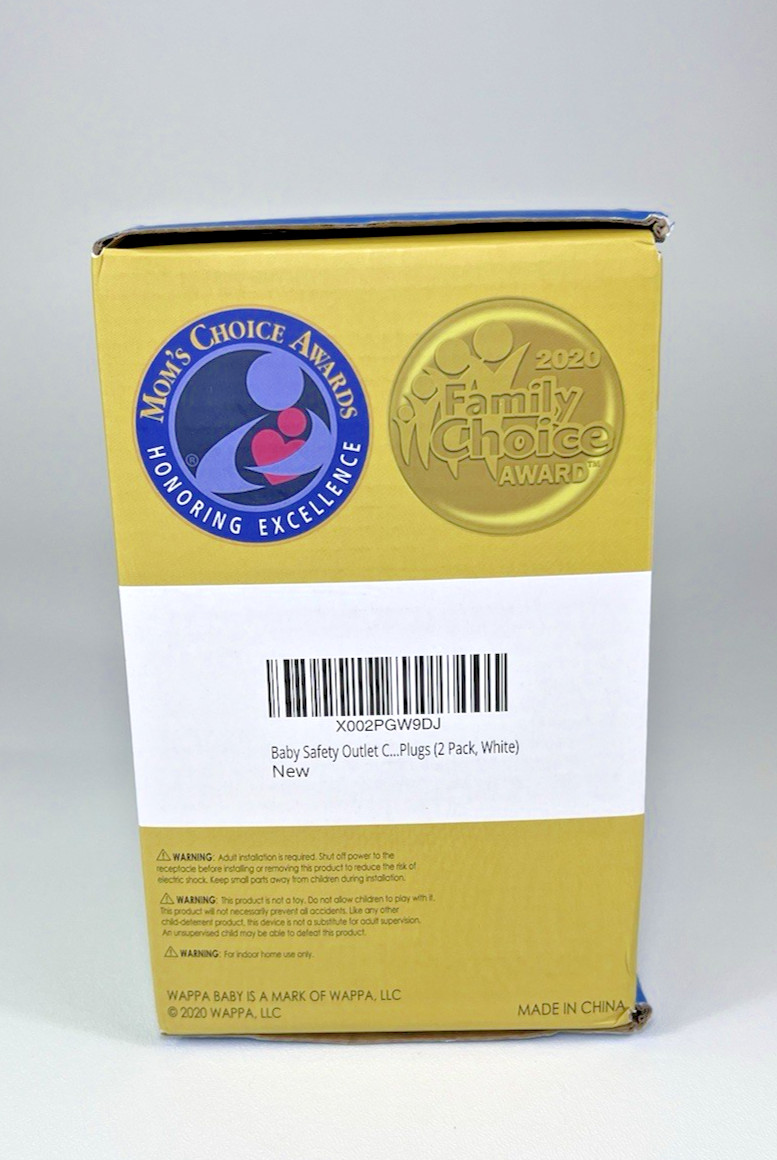 MOM'S CHOICE AWARDS
HONORING EXCELLENCE
®
2020
Family
Choice
AWARD™
X002PGW9DJ
Baby Safety Outlet C...Plugs (2 Pack, White)
New
WARNING: Adult installation is required. Shut off power to the
receptacle before installing or removing this product to reduce the risk of
electric shock. Keep small parts away from children during installation.
WARNING: This product is not a toy. Do not allow children to play with it.
This product will not necessarily prevent all accidents. Like any other
child-deterrent product, this device is not a substitute for adult supervision.
An unsupervised child may be able to defeat this product.
WARNING: For indoor home use only.
WAPPA BABY IS A MARK OF WAPPA, LLC
© 2020 WAPPA, LLC
MADE IN CHINA